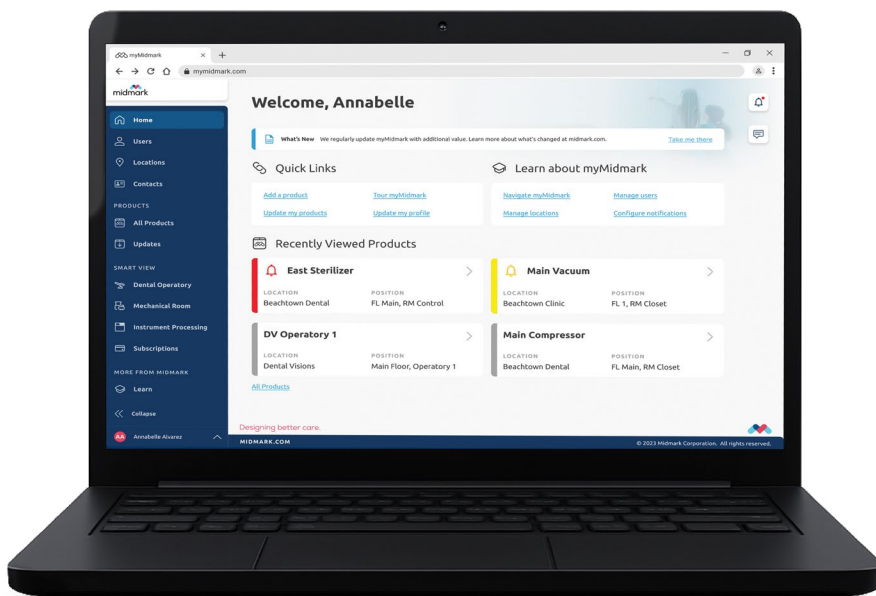 myMidmark
mymidmark.com
midmark
Home
Users
Locations
Contacts
PRODUCTS
All Products
Updates
SMART VIEW
Dental Operatory
Mechanical Room
Instrument Processing
Subscriptions
MORE FROM MIDMARK
Learn
Collapse
AA Annabelle Alvarez
Welcome, Annabelle
What's New We regularly update myMidmark with additional value. Learn more about what's changed at midmark.com. Take me there
Quick Links
Add a product Tour myMidmark
Update my products Update my profile
Learn about myMidmark
Navigate myMidmark Manage users
Manage locations Configure notifications
Recently Viewed Products
East Sterilizer
LOCATION POSITION
Beachtown Dental FL Main, RM Control
Main Vacuum
LOCATION POSITION
Beachtown Clinic FL 1, RM Closet
DV Operatory 1
LOCATION POSITION
Dental Visions Main Floor, Operatory 1
Main Compressor
LOCATION POSITION
Beachtown Dental FL Main, RM Closet
All Products
Designing better care.
MIDMARK.COM © 2023 Midmark Corporation. All rights reserved.